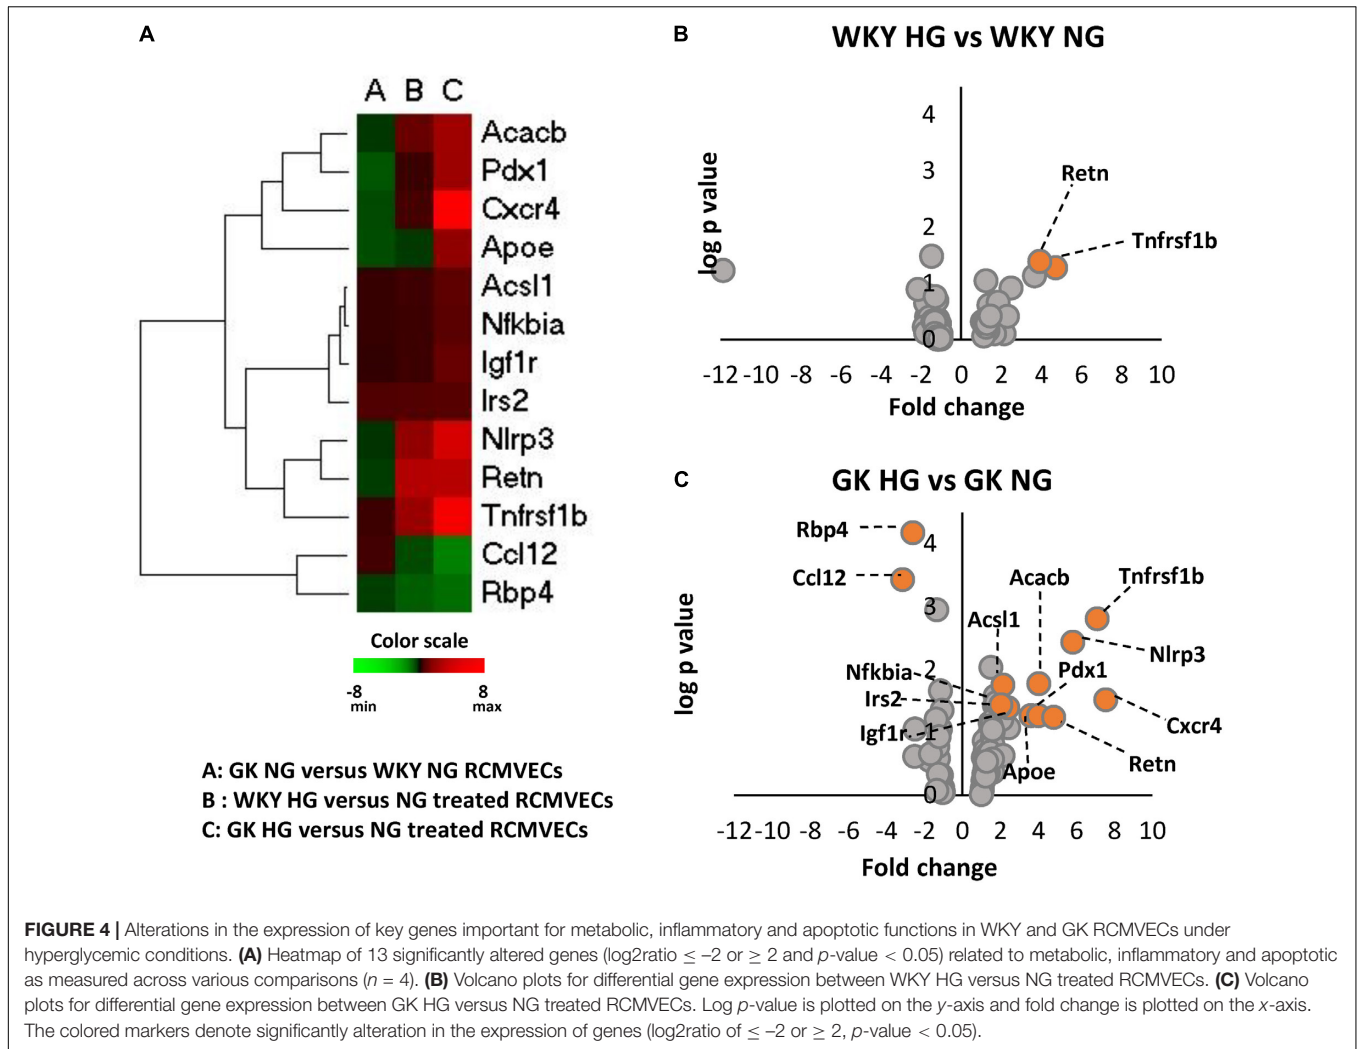 A
A B C
Acacb
Pdx1
Cxcr4
Apoe
Acsl1
Nfkbia
Igf1r
Irs2
Nlrp3
Retn
Tnfrsf1b
Ccl12
Rbp4
Color scale
-8 8
min max
A: GK NG versus WKY NG RCMVECs
B : WKY HG versus NG treated RCMVECs
C: GK HG versus NG treated RCMVECs
B
WKY HG vs WKY NG
4
3
2
1
0
log p value
Retn
Tnfrsf1b
-12 -10 -8 -6 -4 -2 0 2 4 6 8 10
Fold change
C
GK HG vs GK NG
Rbp4
Ccl12
4
3
2
1
0
log p value
Acsl1
Acacb
Tnfrsf1b
Nlrp3
Nfkbia
Pdx1
Irs2
Cxcr4
Igf1r
Apoe
Retn
-12 -10 -8 -6 -4 -2 0 2 4 6 8 10
Fold change
FIGURE 4 | Alterations in the expression of key genes important for metabolic, inflammatory and apoptotic functions in WKY and GK RCMVECs under
hyperglycemic conditions. (A) Heatmap of 13 significantly altered genes (log2ratio ≤ –2 or ≥ 2 and p-value < 0.05) related to metabolic, inflammatory and apoptotic
as measured across various comparisons (n = 4). (B) Volcano plots for differential gene expression between WKY HG versus NG treated RCMVECs. (C) Volcano
plots for differential gene expression between GK HG versus NG treated RCMVECs. Log p-value is plotted on the y-axis and fold change is plotted on the x-axis.
The colored markers denote significantly alteration in the expression of genes (log2ratio of ≤ –2 or ≥ 2, p-value < 0.05).